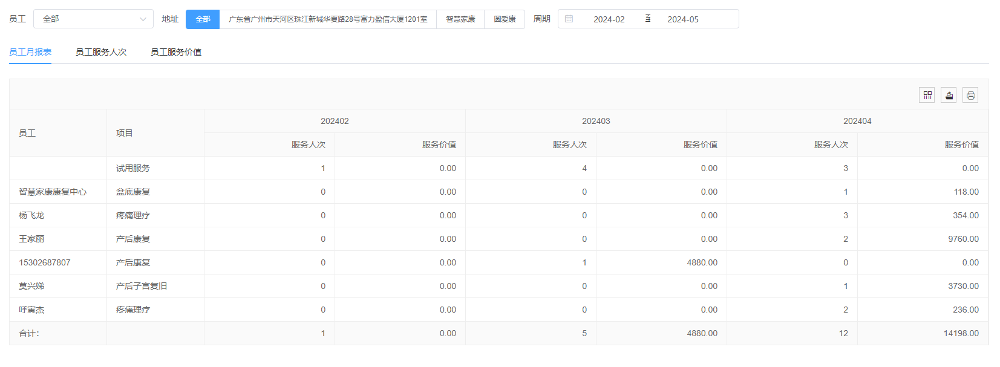 员工 全部 地址 全部 广东省广州市天河区珠江新城华夏路28号富力盈信大厦1201室 智慧家康 圆爱康 周期 2024-02 至 2024-05
员工月报表 员工服务人次 员工服务价值
员工 项目 202402 202403 202404
服务人次 服务价值 服务人次 服务价值 服务人次 服务价值
试用服务 1 0.00 4 0.00 3 0.00
智慧家康康复中心 盆底康复 0 0.00 0 0.00 1 118.00
杨飞龙 疼痛理疗 0 0.00 0 0.00 3 354.00
王家丽 产后康复 0 0.00 0 0.00 2 9760.00
15302687807 产后康复 0 0.00 1 4880.00 0 0.00
莫兴娣 产后子宫复旧 0 0.00 0 0.00 1 3730.00
呼寅杰 疼痛理疗 0 0.00 0 0.00 2 236.00
合计： 1 0.00 5 4880.00 12 14198.00